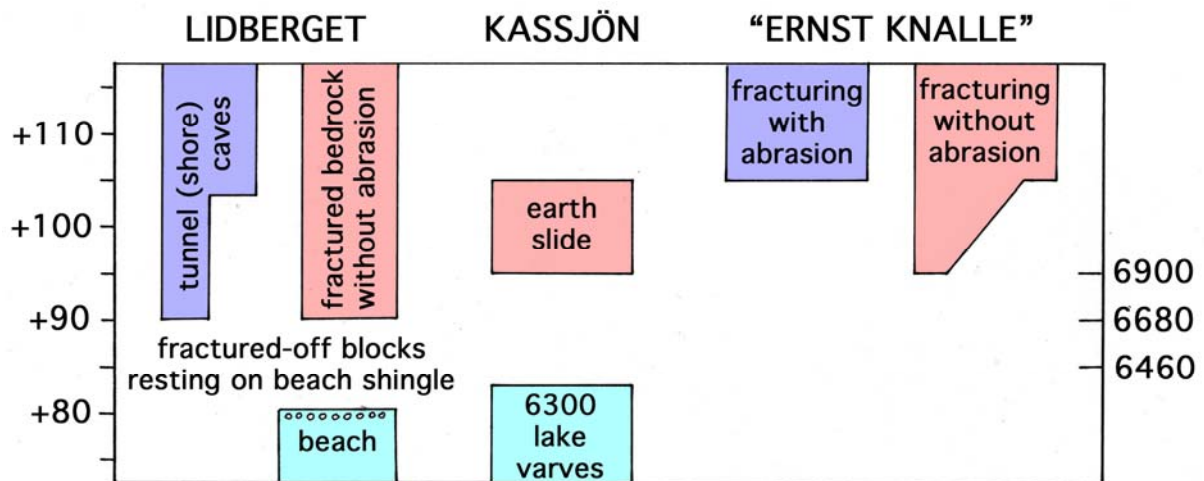 LIDBERGET
KASSJÖN
“ERNST KNALLE”
+110
+100
+90
+80
tunnel (shore)
caves
fractured bedrock
without abrasion
fractured-off blocks
resting on beach shingle
beach
earth
slide
6300
lake
varves
fracturing
with
abrasion
fracturing
without
abrasion
6900
6680
6460